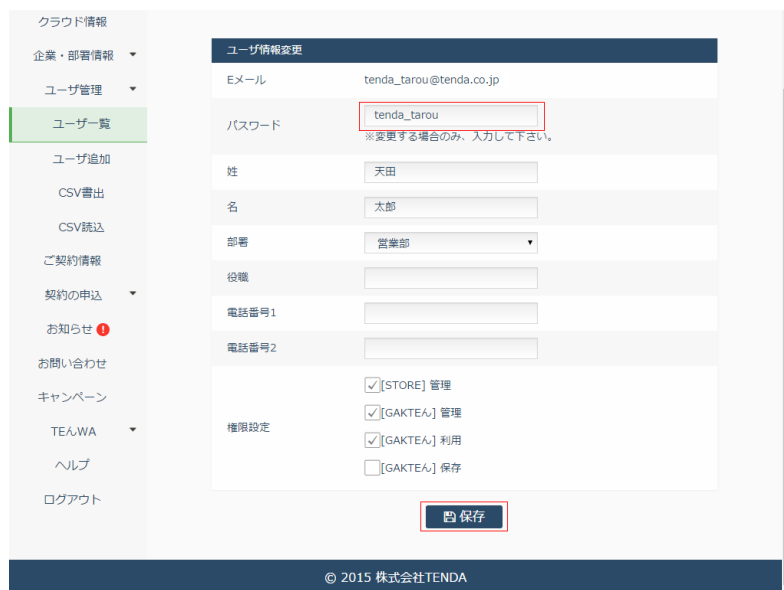 クラウド情報
企業・部署情報
ユーザ管理
ユーザ一覧
ユーザ追加
CSV書出
CSV読込
ご契約情報
契約の申込
お知らせ
お問い合わせ
キャンペーン
TEんWA
ヘルプ
ログアウト
ユーザ情報変更
Eメール tenda_tarou@tenda.co.jp
パスワード tenda_tarou
※変更する場合のみ、入力して下さい。
姓 天田
名 太郎
部署 営業部
役職
電話番号1
電話番号2
権限設定
[STORE] 管理
[GAKTEん] 管理
[GAKTEん] 利用
[GAKTEん] 保存
保存
© 2015 株式会社TENDA